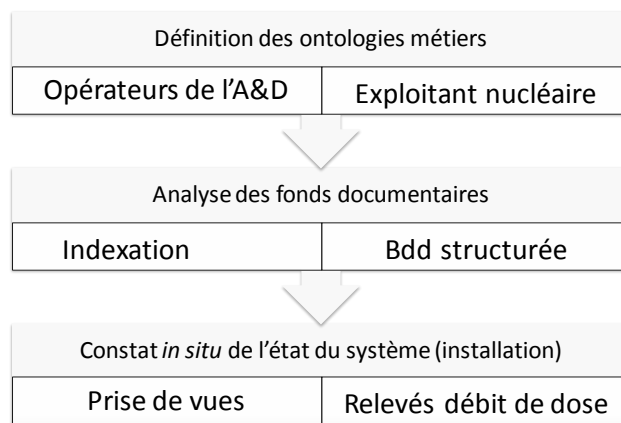 Définition des ontologies métiers
Opérateurs de l’A&D Exploitant nucléaire
Analyse des fonds documentaires
Indexation Bdd structurée
Constat in situ de l’état du système (installation)
Prise de vues Relevés débit de dose